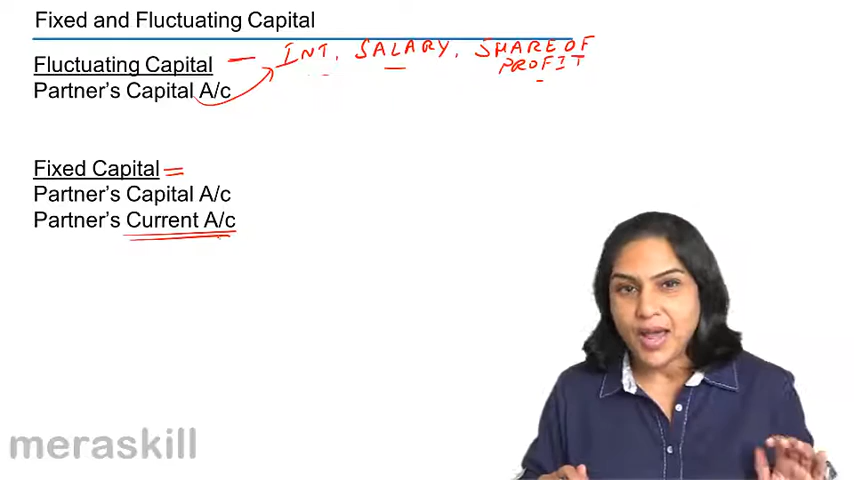 Fixed and Fluctuating Capital
Fluctuating Capital – INT, SALARY, SHARE OF
PROFIT
Partner's Capital A/c
Fixed Capital =
Partner's Capital A/c
Partner's Current A/c
meraskill